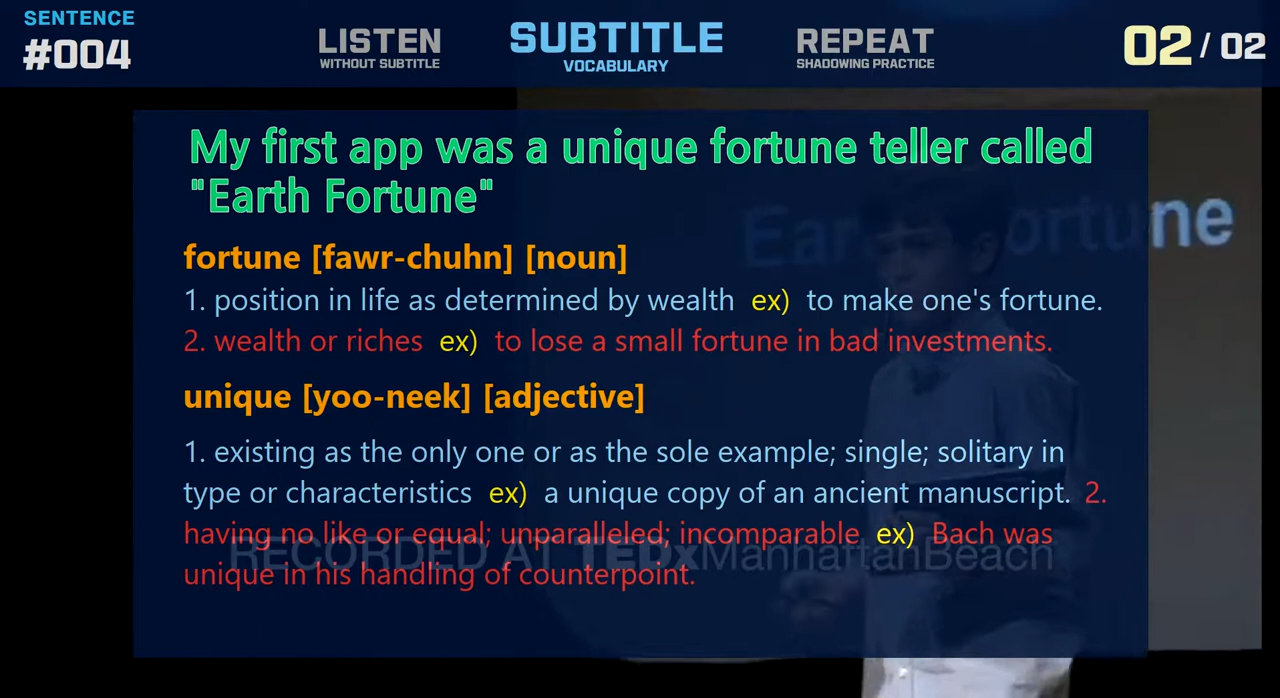 SENTENCE
#004
LISTEN
WITHOUT SUBTITLE
SUBTITLE
VOCABULARY
REPEAT
SHADOWING PRACTICE
02 / 02
My first app was a unique fortune teller called
"Earth Fortune"
Earth Fortune
fortune [fawr-chuhn] [noun]
1. position in life as determined by wealth ex) to make one's fortune.
2. wealth or riches ex) to lose a small fortune in bad investments.
unique [yoo-neek] [adjective]
1. existing as the only one or as the sole example; single; solitary in
type or characteristics ex) a unique copy of an ancient manuscript. 2.
having no like or equal; unparalleled; incomparable ex) Bach was
RECORDED AT TEDxManhattanBeach
unique in his handling of counterpoint.